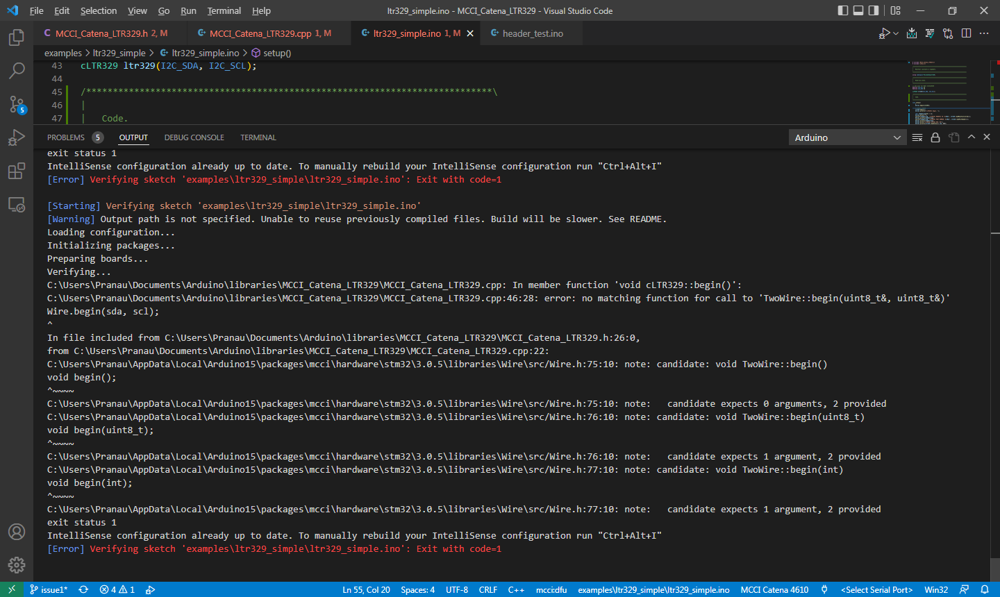 File Edit Selection View Go Run Terminal Help
ltr329_simple.ino - MCCI_Catena_LTR329 - Visual Studio Code
MCCI_Catena_LTR329.h 2, M
MCCI_Catena_LTR329.cpp 1, M
ltr329_simple.ino 1, M
header_test.ino
examples > ltr329_simple > ltr329_simple.ino > setup()
43 cLTR329 ltr329(I2C_SDA, I2C_SCL);
44
45 /****************************************************************************\
46 |
47 | Code.
PROBLEMS 5 OUTPUT DEBUG CONSOLE TERMINAL Arduino
exit status 1
IntelliSense configuration already up to date. To manually rebuild your IntelliSense configuration run "Ctrl+Alt+I"
[Error] Verifying sketch 'examples\ltr329_simple\ltr329_simple.ino': Exit with code=1
[Starting] Verifying sketch 'examples\ltr329_simple\ltr329_simple.ino'
[Warning] Output path is not specified. Unable to reuse previously compiled files. Build will be slower. See README.
Loading configuration...
Initializing packages...
Preparing boards...
Verifying...
C:\Users\Pranau\Documents\Arduino\libraries\MCCI_Catena_LTR329\MCCI_Catena_LTR329.cpp: In member function 'void cLTR329::begin()':
C:\Users\Pranau\Documents\Arduino\libraries\MCCI_Catena_LTR329\MCCI_Catena_LTR329.cpp:46:28: error: no matching function for call to 'TwoWire::begin(uint8_t&, uint8_t&)'
Wire.begin(sda, scl);
^
In file included from C:\Users\Pranau\Documents\Arduino\libraries\MCCI_Catena_LTR329\MCCI_Catena_LTR329.h:26:0,
from C:\Users\Pranau\Documents\Arduino\libraries\MCCI_Catena_LTR329\MCCI_Catena_LTR329.cpp:22:
C:\Users\Pranau\AppData\Local\Arduino15\packages\mcci\hardware\stm32\3.0.5\libraries\Wire\src/Wire.h:75:10: note: candidate: void TwoWire::begin()
void begin();
^~~~~
C:\Users\Pranau\AppData\Local\Arduino15\packages\mcci\hardware\stm32\3.0.5\libraries\Wire\src/Wire.h:75:10: note:   candidate expects 0 arguments, 2 provided
C:\Users\Pranau\AppData\Local\Arduino15\packages\mcci\hardware\stm32\3.0.5\libraries\Wire\src/Wire.h:76:10: note: candidate: void TwoWire::begin(uint8_t)
void begin(uint8_t);
^~~~~
C:\Users\Pranau\AppData\Local\Arduino15\packages\mcci\hardware\stm32\3.0.5\libraries\Wire\src/Wire.h:76:10: note:   candidate expects 1 argument, 2 provided
C:\Users\Pranau\AppData\Local\Arduino15\packages\mcci\hardware\stm32\3.0.5\libraries\Wire\src/Wire.h:77:10: note: candidate: void TwoWire::begin(int)
void begin(int);
^~~~~
C:\Users\Pranau\AppData\Local\Arduino15\packages\mcci\hardware\stm32\3.0.5\libraries\Wire\src/Wire.h:77:10: note:   candidate expects 1 argument, 2 provided
exit status 1
IntelliSense configuration already up to date. To manually rebuild your IntelliSense configuration run "Ctrl+Alt+I"
[Error] Verifying sketch 'examples\ltr329_simple\ltr329_simple.ino': Exit with code=1
5
issue1* 4 1 Ln 55, Col 20 Spaces: 4 UTF-8 CRLF C++ mcci:dfu examples\ltr329_simple\ltr329_simple.ino MCCI Catena 4610 <Select Serial Port> Win32